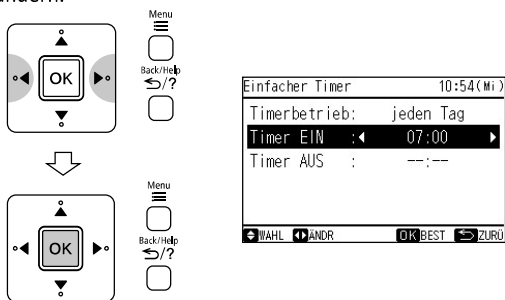 ändern.
Menu
OK
Back/Help
/?
Menu
OK
Back/Help
/?
Einfacher Timer 10:54(Mi)
Timerbetrieb: jeden Tag
Timer EIN : 07:00
Timer AUS : --:--
WAHL ÄNDR OK BEST ZURÜ